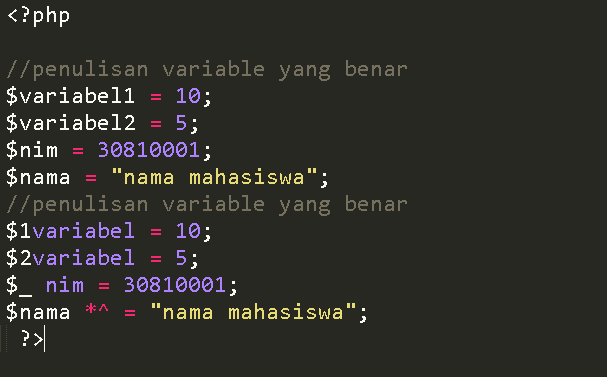 <?php
//penulisan variable yang benar
$variabel1 = 10;
$variabel2 = 5;
$nim = 30810001;
$nama = "nama mahasiswa";
//penulisan variable yang benar
$1variabel = 10;
$2variabel = 5;
$_ nim = 30810001;
$nama *^ = "nama mahasiswa";
?>